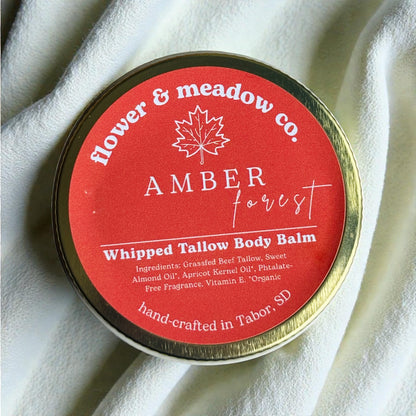 flower & meadow co.
AMBER
forest
Whipped Tallow Body Balm
Ingredients: Grassfed Beef Tallow, Sweet
Almond Oil*, Apricot Kernel Oil*, Phtalate-
Free Fragrance, Vitamin E. *Organic
hand-crafted in Tabor, SD